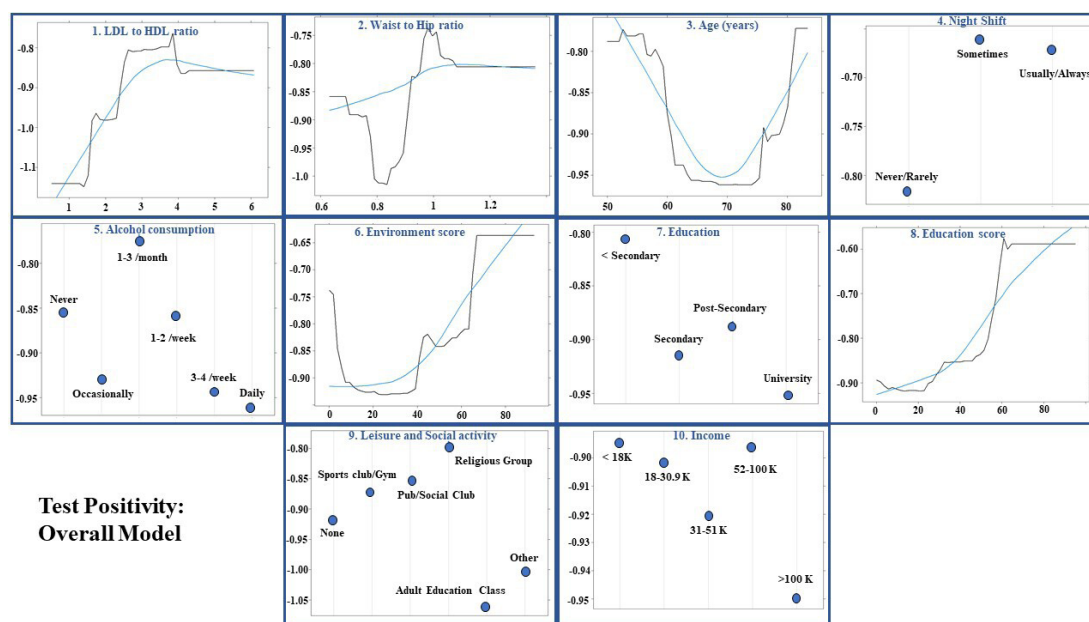 1. LDL to HDL ratio
-0.8
-0.9
-1.0
-1.1
1 2 3 4 5 6
2. Waist to Hip ratio
-0.75
-0.80
-0.85
-0.90
-0.95
-1.0
0.6 0.8 1 1.2
3. Age (years)
-0.80
-0.85
-0.90
-0.95
50 60 70 80
4. Night Shift
Sometimes
Usually/Always
-0.70
-0.75
-0.80
Never/Rarely
5. Alcohol consumption
1-3 /month
-0.80
Never
-0.85
1-2 /week
-0.90
Occasionally
3-4 /week
Daily
-0.95
6. Environment score
-0.65
-0.70
-0.75
-0.80
-0.85
-0.90
0 20 40 60 80
7. Education
-0.80
< Secondary
-0.85
Post-Secondary
-0.90
Secondary
University
-0.95
8. Education score
-0.60
-0.70
-0.80
-0.90
0 20 40 60 80
9. Leisure and Social activity
-0.80
Religious Group
Sports club/Gym
-0.85
Pub/Social Club
-0.90
None
-0.95
Other
-1.00
Adult Education Class
-1.05
10. Income
-0.90
< 18K
18-30.9 K
52-100 K
-0.91
-0.92
31-51 K
-0.93
-0.94
>100 K
-0.95
Test Positivity:
Overall Model